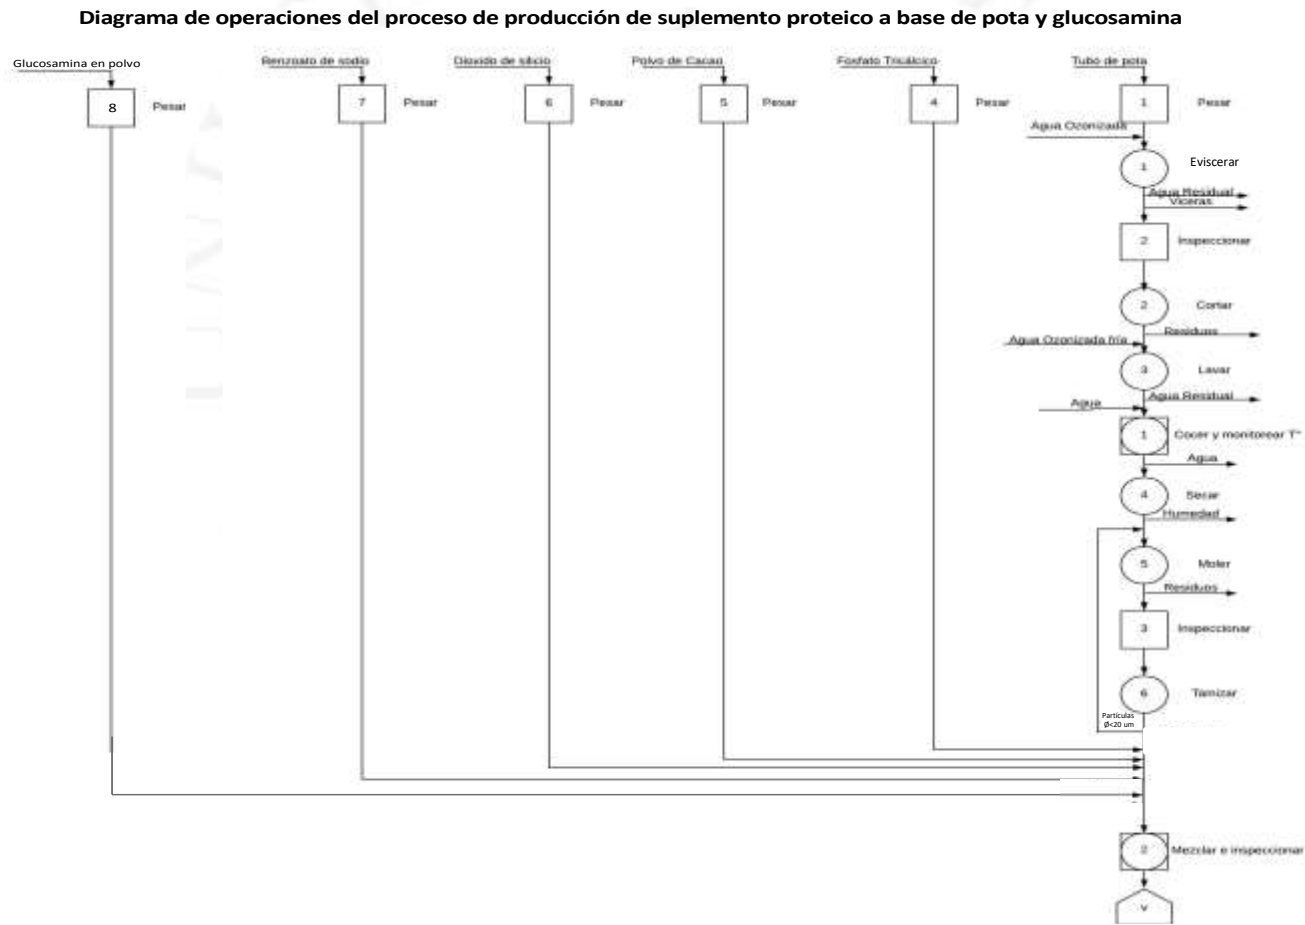 Diagrama de operaciones del proceso de producción de suplemento proteico a base de pota y glucosamina
Glucosamina en polvo
Benzoato de sodio
Dioxido de silicio
Polvo de Cacao
Fosfato Tricálcico
Tubo de pota
8 Pesar
7 Pesar
6 Pesar
5 Pesar
4 Pesar
1 Pesar
Agua Ozonizada
1 Eviscerar
Agua Residual
Viceras
2 Inspeccionar
2 Cortar
Residuos
Agua Ozonizada fría
3 Lavar
Agua Residual
Agua
1 Cocer y monitorear T°
Agua
4 Secar
Humedad
5 Moler
Residuos
3 Inspeccionar
6 Tamizar
Partículas
Ø<20 um
2 Mezclar e inspeccionar
v